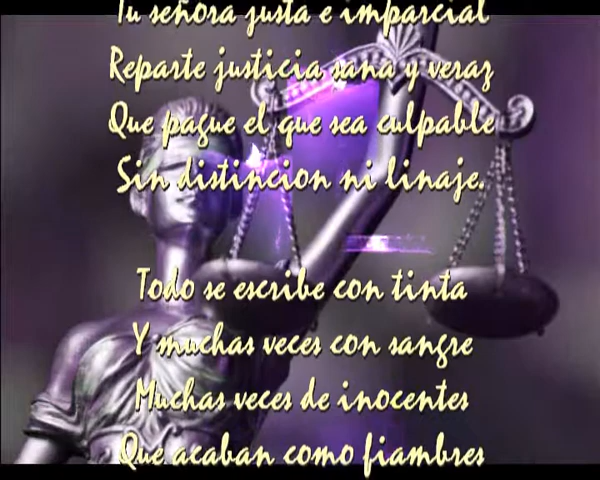 Tu señora justa e imparcial
Reparte justicia sana y veraz
Que pague el que sea culpable
Sin distincion ni linaje.
Todo se escribe con tinta
Y muchas veces con sangre
Muchas veces de inocentes
Que acaban como fiambres